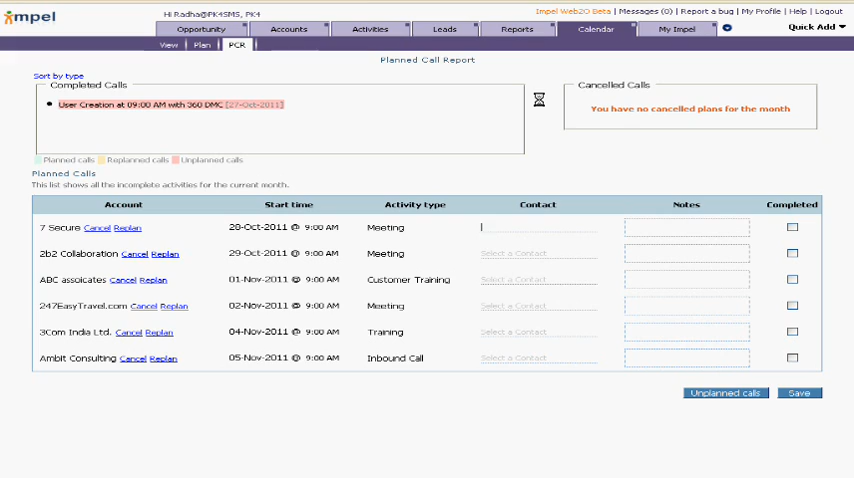 impel
Hi Radha@PK4SMS, PK4
Impel Web2O Beta | Messages (0) | Report a bug | My Profile | Help | Logout
Opportunity Accounts Activities Leads Reports Calendar My Impel Quick Add
View Plan PCR
Planned Call Report
Sort by type
Completed Calls
User Creation at 09:00 AM with 360 DMC [27-Oct-2011]
Cancelled Calls
You have no cancelled plans for the month
Planned calls Replanned calls Unplanned calls
Planned Calls
This list shows all the incomplete activities for the current month.
Account Start time Activity type Contact Notes Completed
7 Secure Cancel Replan 28-Oct-2011 @ 9:00 AM Meeting
2b2 Collaboration Cancel Replan 29-Oct-2011 @ 9:00 AM Meeting Select a Contact
ABC assoicates Cancel Replan 01-Nov-2011 @ 9:00 AM Customer Training Select a Contact
247EasyTravel.com Cancel Replan 02-Nov-2011 @ 9:00 AM Meeting Select a Contact
3Com India Ltd. Cancel Replan 04-Nov-2011 @ 9:00 AM Training Select a Contact
Ambit Consulting Cancel Replan 05-Nov-2011 @ 9:00 AM Inbound Call Select a Contact
Unplanned calls Save